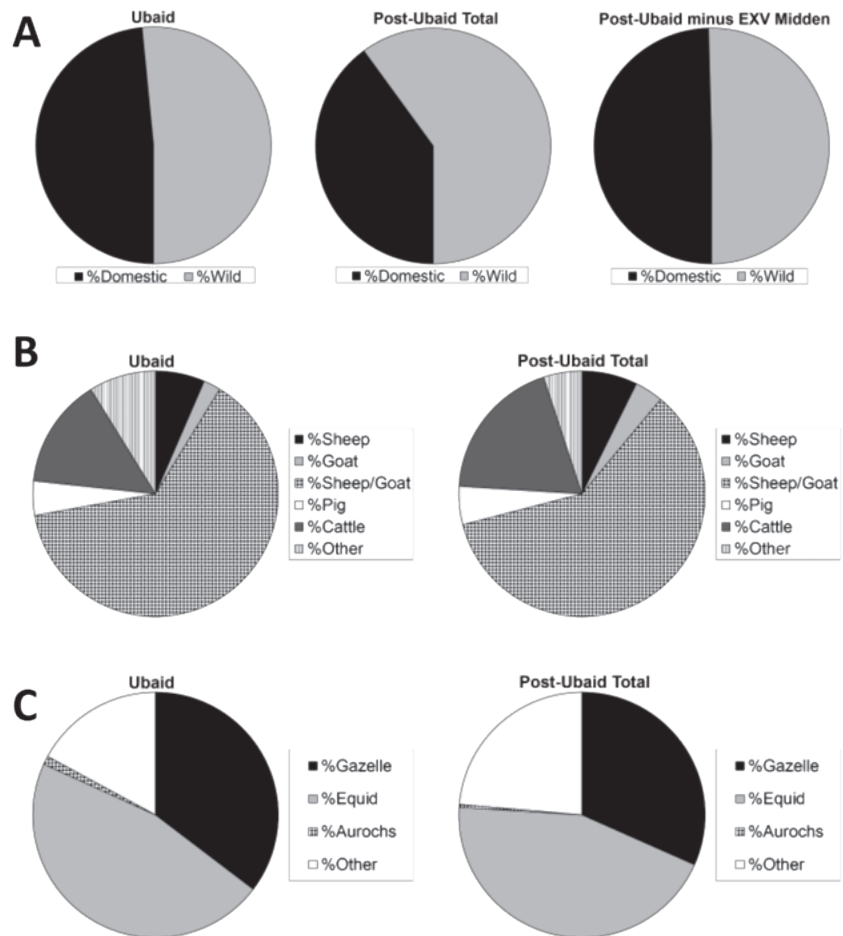 A
Ubaid
Post-Ubaid Total
Post-Ubaid minus EXV Midden
%Domestic %Wild
%Domestic %Wild
%Domestic %Wild
B
Ubaid
Post-Ubaid Total
%Sheep
%Goat
%Sheep/Goat
%Pig
%Cattle
%Other
%Sheep
%Goat
%Sheep/Goat
%Pig
%Cattle
%Other
C
Ubaid
Post-Ubaid Total
%Gazelle
%Equid
%Aurochs
%Other
%Gazelle
%Equid
%Aurochs
%Other